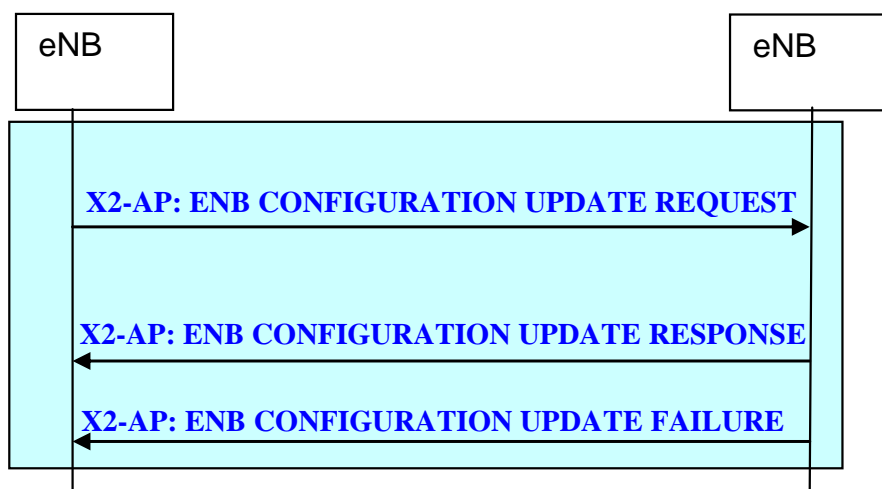 eNB
eNB
X2-AP: ENB CONFIGURATION UPDATE REQUEST
X2-AP: ENB CONFIGURATION UPDATE RESPONSE
X2-AP: ENB CONFIGURATION UPDATE FAILURE